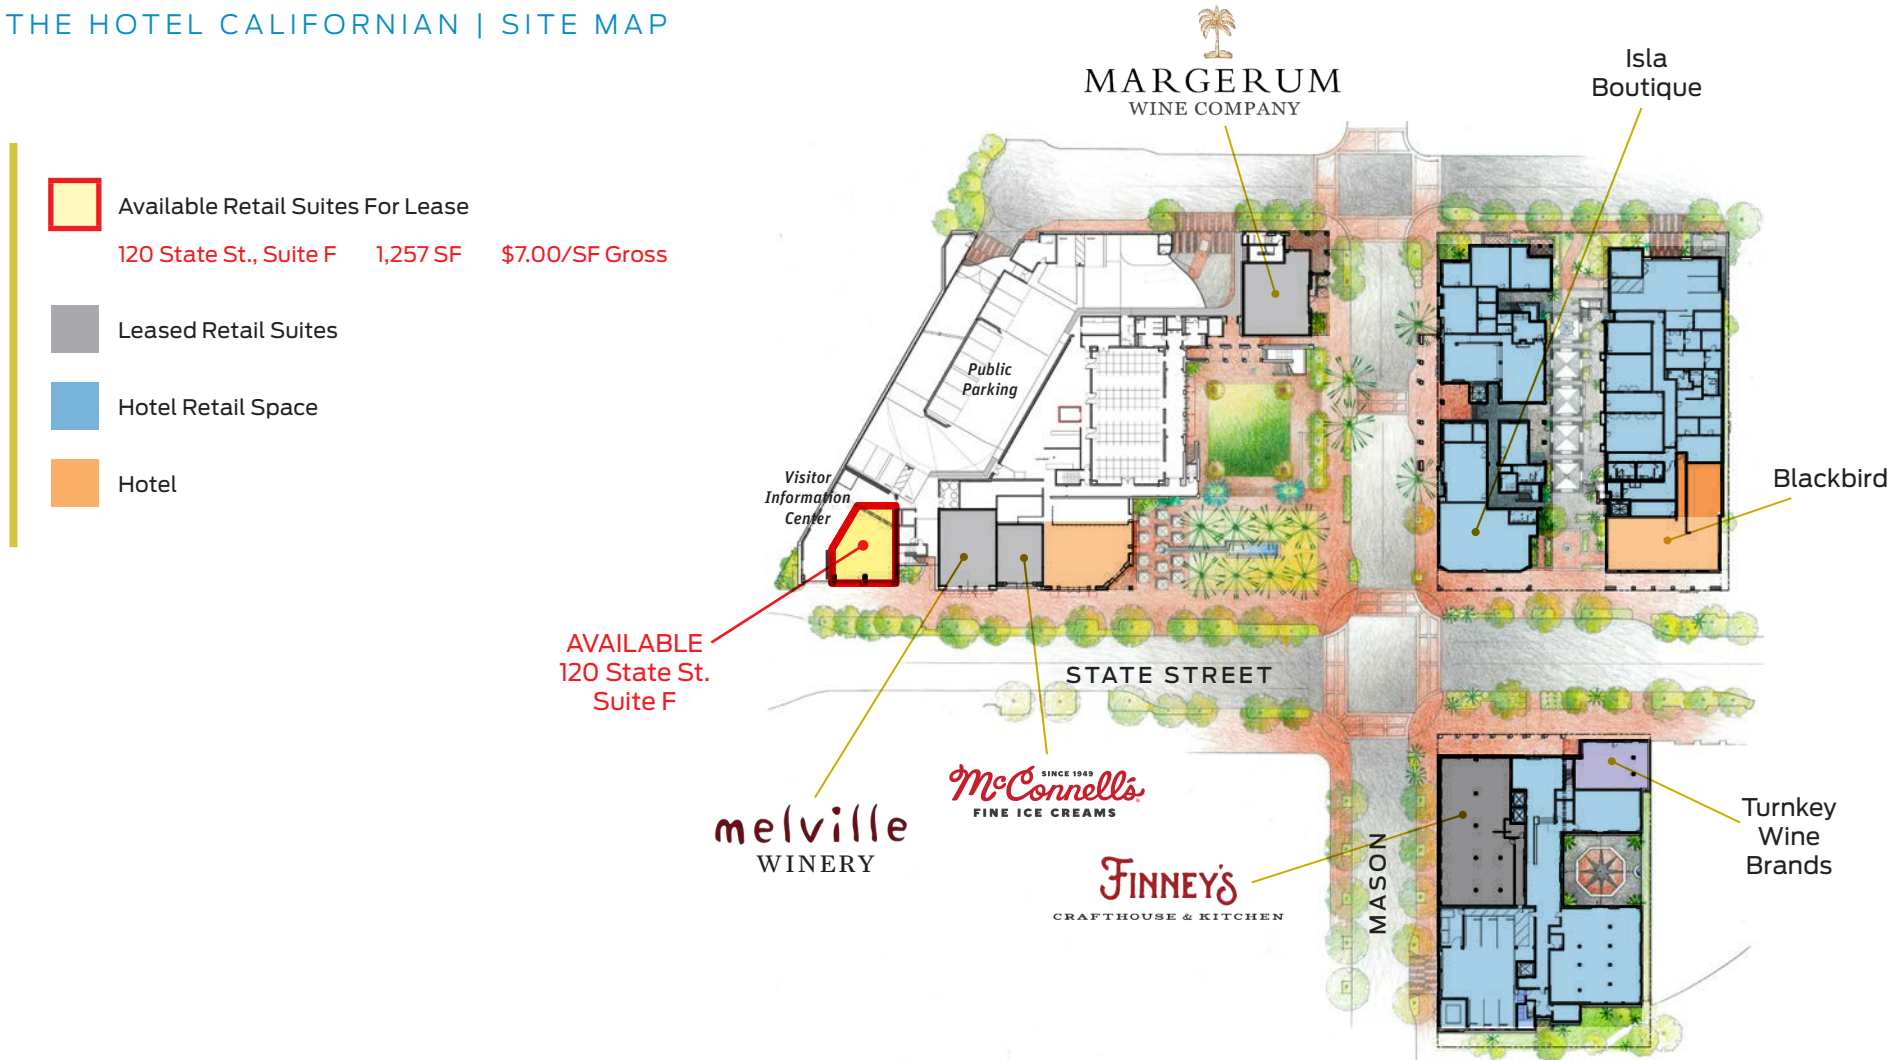 THE HOTEL CALIFORNIAN | SITE MAP
Available Retail Suites For Lease
120 State St., Suite F 1,257 SF $7.00/SF Gross
Leased Retail Suites
Hotel Retail Space
Hotel
MARGERUM
WINE COMPANY
Isla
Boutique
Public
Parking
Visitor
Information
Center
Blackbird
AVAILABLE
120 State St.
Suite F
STATE STREET
melville
WINERY
SINCE 1949
McConnell's
FINE ICE CREAMS
FINNEY'S
CRAFTHOUSE & KITCHEN
MASON
Turnkey
Wine
Brands